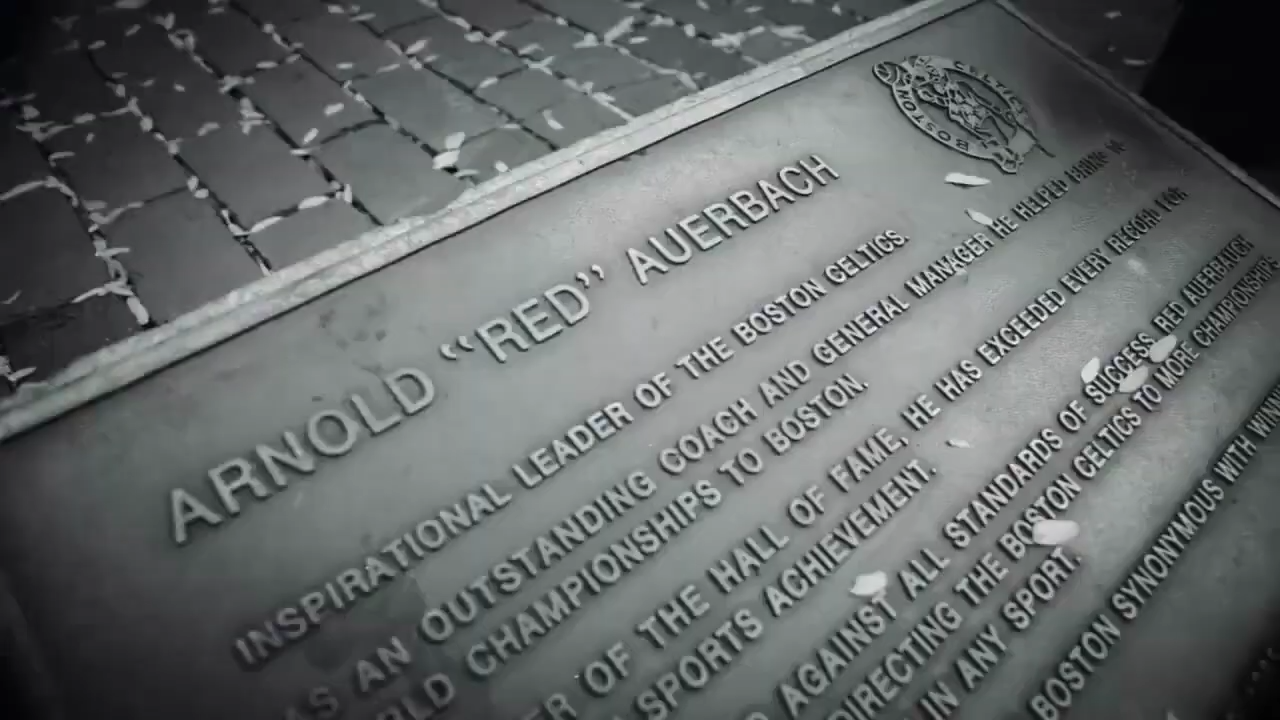 BOSTON CELTICS
ARNOLD “RED” AUERBACH
INSPIRATIONAL LEADER OF THE BOSTON CELTICS.
AS AN OUTSTANDING COACH AND GENERAL MANAGER HE HELPED BRING
CHAMPIONSHIPS TO BOSTON.
OF THE HALL OF FAME, HE HAS EXCEEDED EVERY RECORD FOR
SPORTS ACHIEVEMENT.
AGAINST ALL STANDARDS OF SUCCESS, RED AUERBAUGH
DIRECTING THE BOSTON CELTICS TO MORE CHAMPIONSHIPS
IN ANY SPORT.
BOSTON SYNONYMOUS WITH